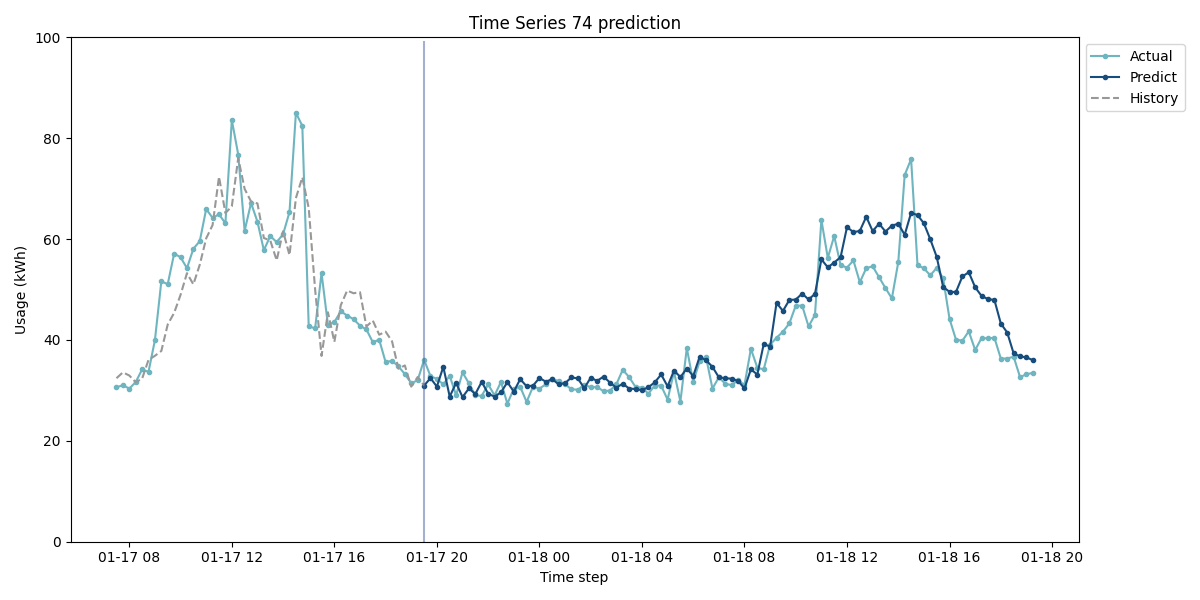 Time Series 74 prediction
Usage (kWh)
100
80
60
40
20
0
01-17 08 01-17 12 01-17 16 01-17 20 01-18 00 01-18 04 01-18 08 01-18 12 01-18 16 01-18 20
Time step
Actual
Predict
History